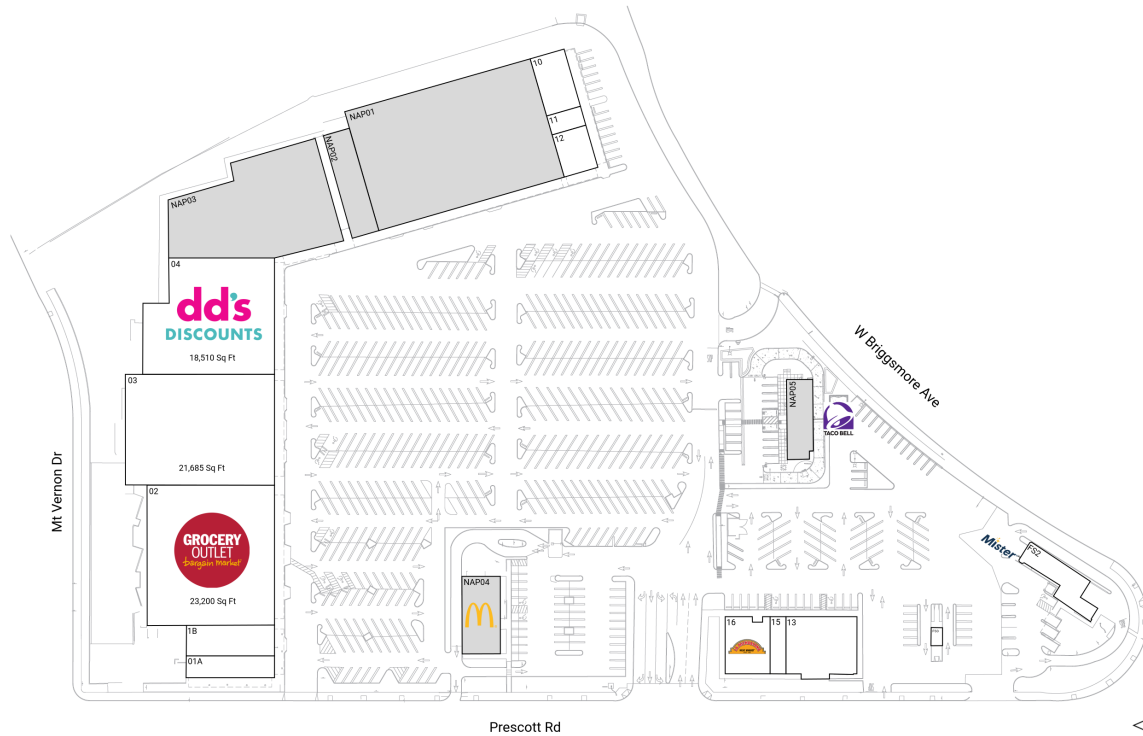 10
NAP01
11
12
NAP02
NAP03
04
dd's
DISCOUNTS
18,510 Sq Ft
W Briggsmore Ave
03
NAP05
TACO BELL
21,685 Sq Ft
Mt Vernon Dr
02
GROCERY
OUTLET
bargain market
23,200 Sq Ft
Mister
FS2
NAP04
1B
01A
16
15
13
Prescott Rd